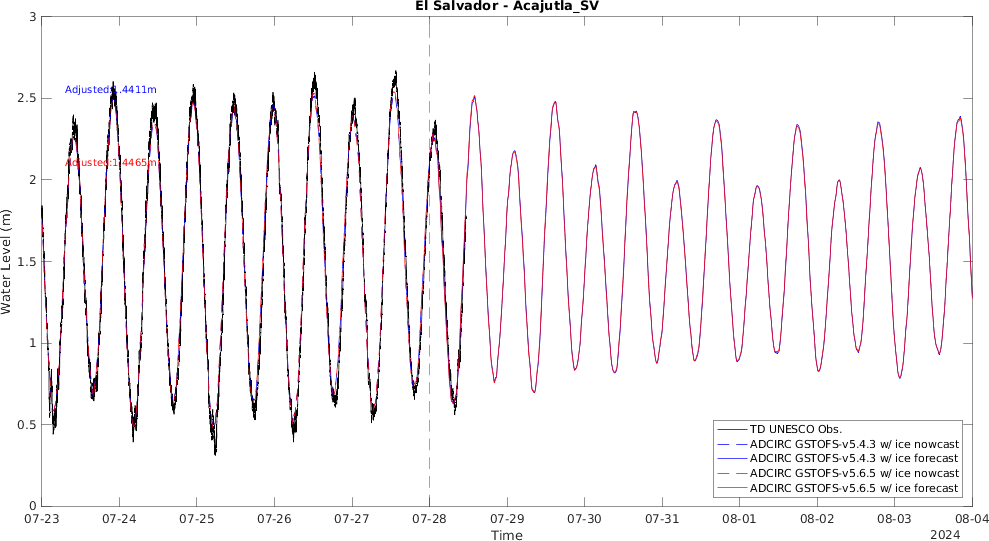 El Salvador - Acajutla_SV
3
2.5
2
1.5
1
0.5
0
Water Level (m)
Adjusted:1.4411m
Adjusted:1.4465m
TD UNESCO Obs.
ADCIRC GSTOFS-v5.4.3 w/ ice nowcast
ADCIRC GSTOFS-v5.4.3 w/ ice forecast
ADCIRC GSTOFS-v5.6.5 w/ ice nowcast
ADCIRC GSTOFS-v5.6.5 w/ ice forecast
07-23 07-24 07-25 07-26 07-27 07-28 07-29 07-30 07-31 08-01 08-02 08-03 08-04
Time
2024